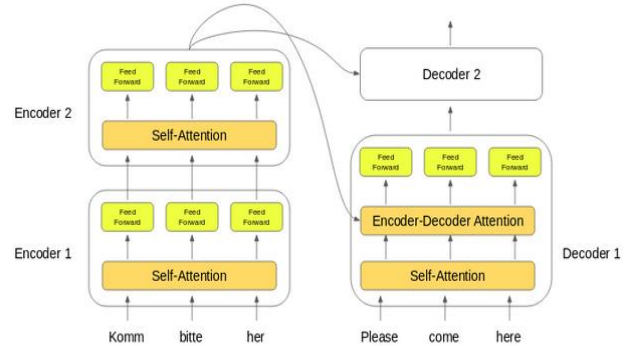 Feed
Forward
Feed
Forward
Feed
Forward
Encoder 2
Self-Attention
Feed
Forward
Feed
Forward
Feed
Forward
Encoder 1
Self-Attention
Komm
bitte
her
Decoder 2
Feed
Forward
Feed
Forward
Feed
Forward
Encoder-Decoder Attention
Decoder 1
Self-Attention
Please
come
here